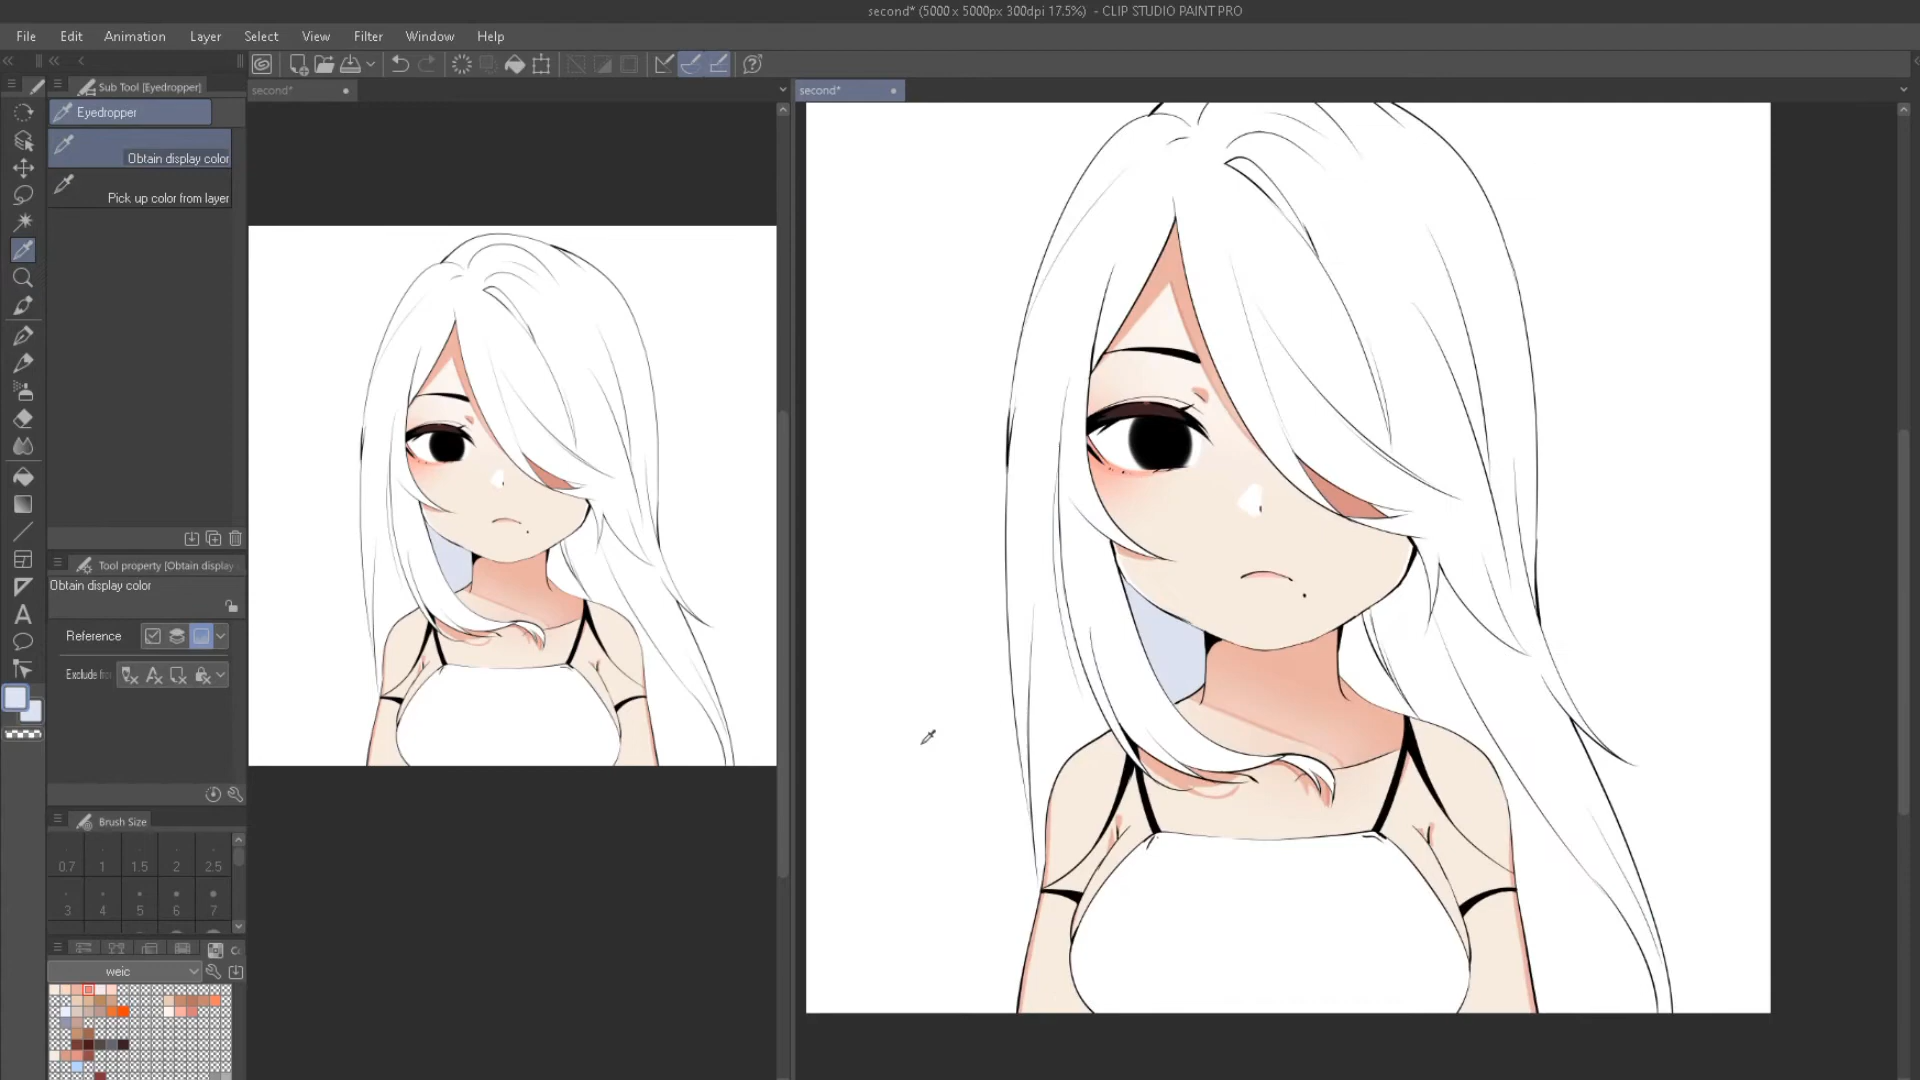 second* (5000 x 5000px 300dpi 17.5%) - CLIP STUDIO PAINT PRO
File Edit Animation Layer Select View Filter Window Help
Sub Tool [Eyedropper]
second*
second*
Eyedropper
Obtain display color
Pick up color from layer
Tool property [Obtain display
Obtain display color
Reference
Exclude
Brush Size
0.7 1 1.5 2 2.5
3 4 5 6 7
weic